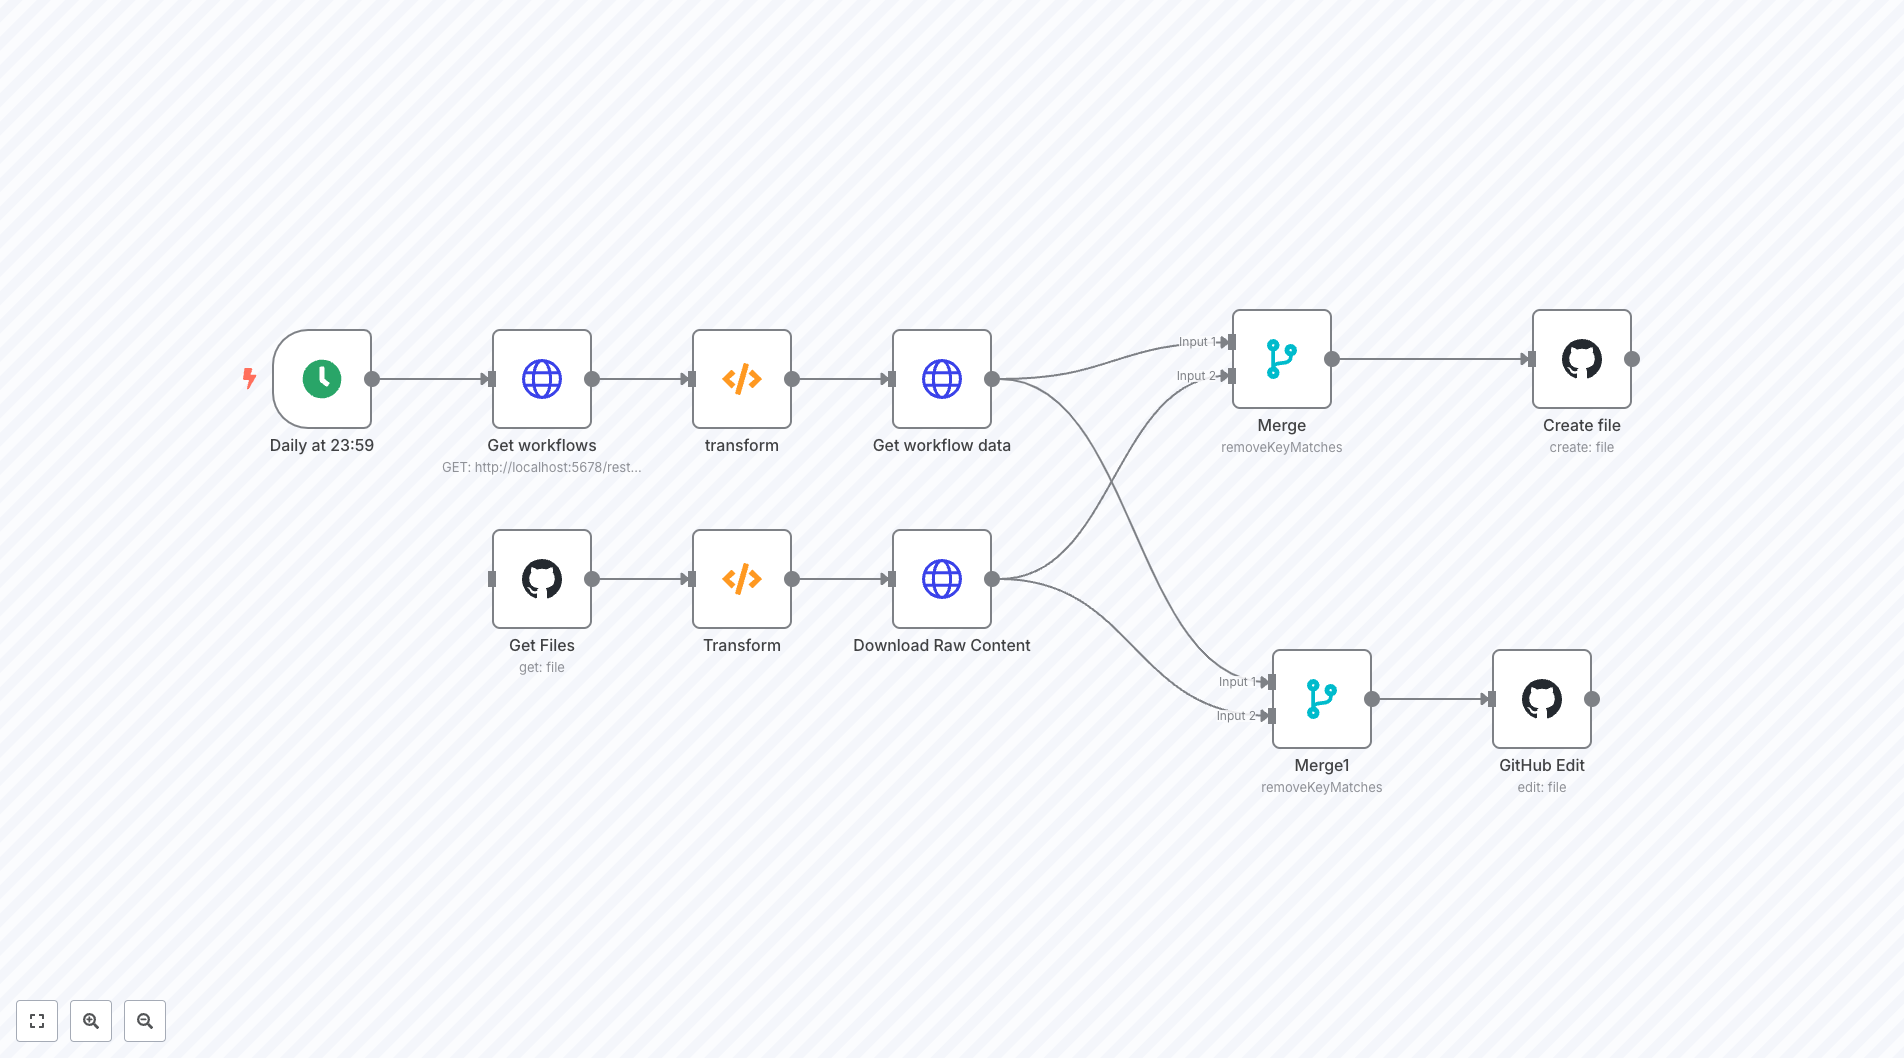 Daily at 23:59
Get workflows
GET: http://localhost:5678/rest...
transform
Get workflow data
Input 1
Input 2
Merge
removeKeyMatches
Create file
create: file
Get Files
get: file
Transform
Download Raw Content
Input 1
Input 2
Merge1
removeKeyMatches
GitHub Edit
edit: file